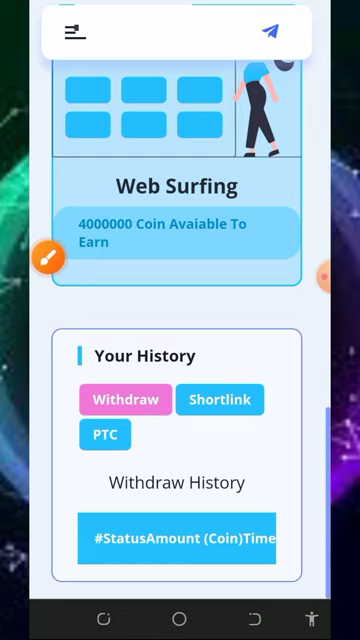 Web Surfing
4000000 Coin Avaiable To
Earn
Your History
Withdraw
Shortlink
PTC
Withdraw History
#StatusAmount (Coin)Time